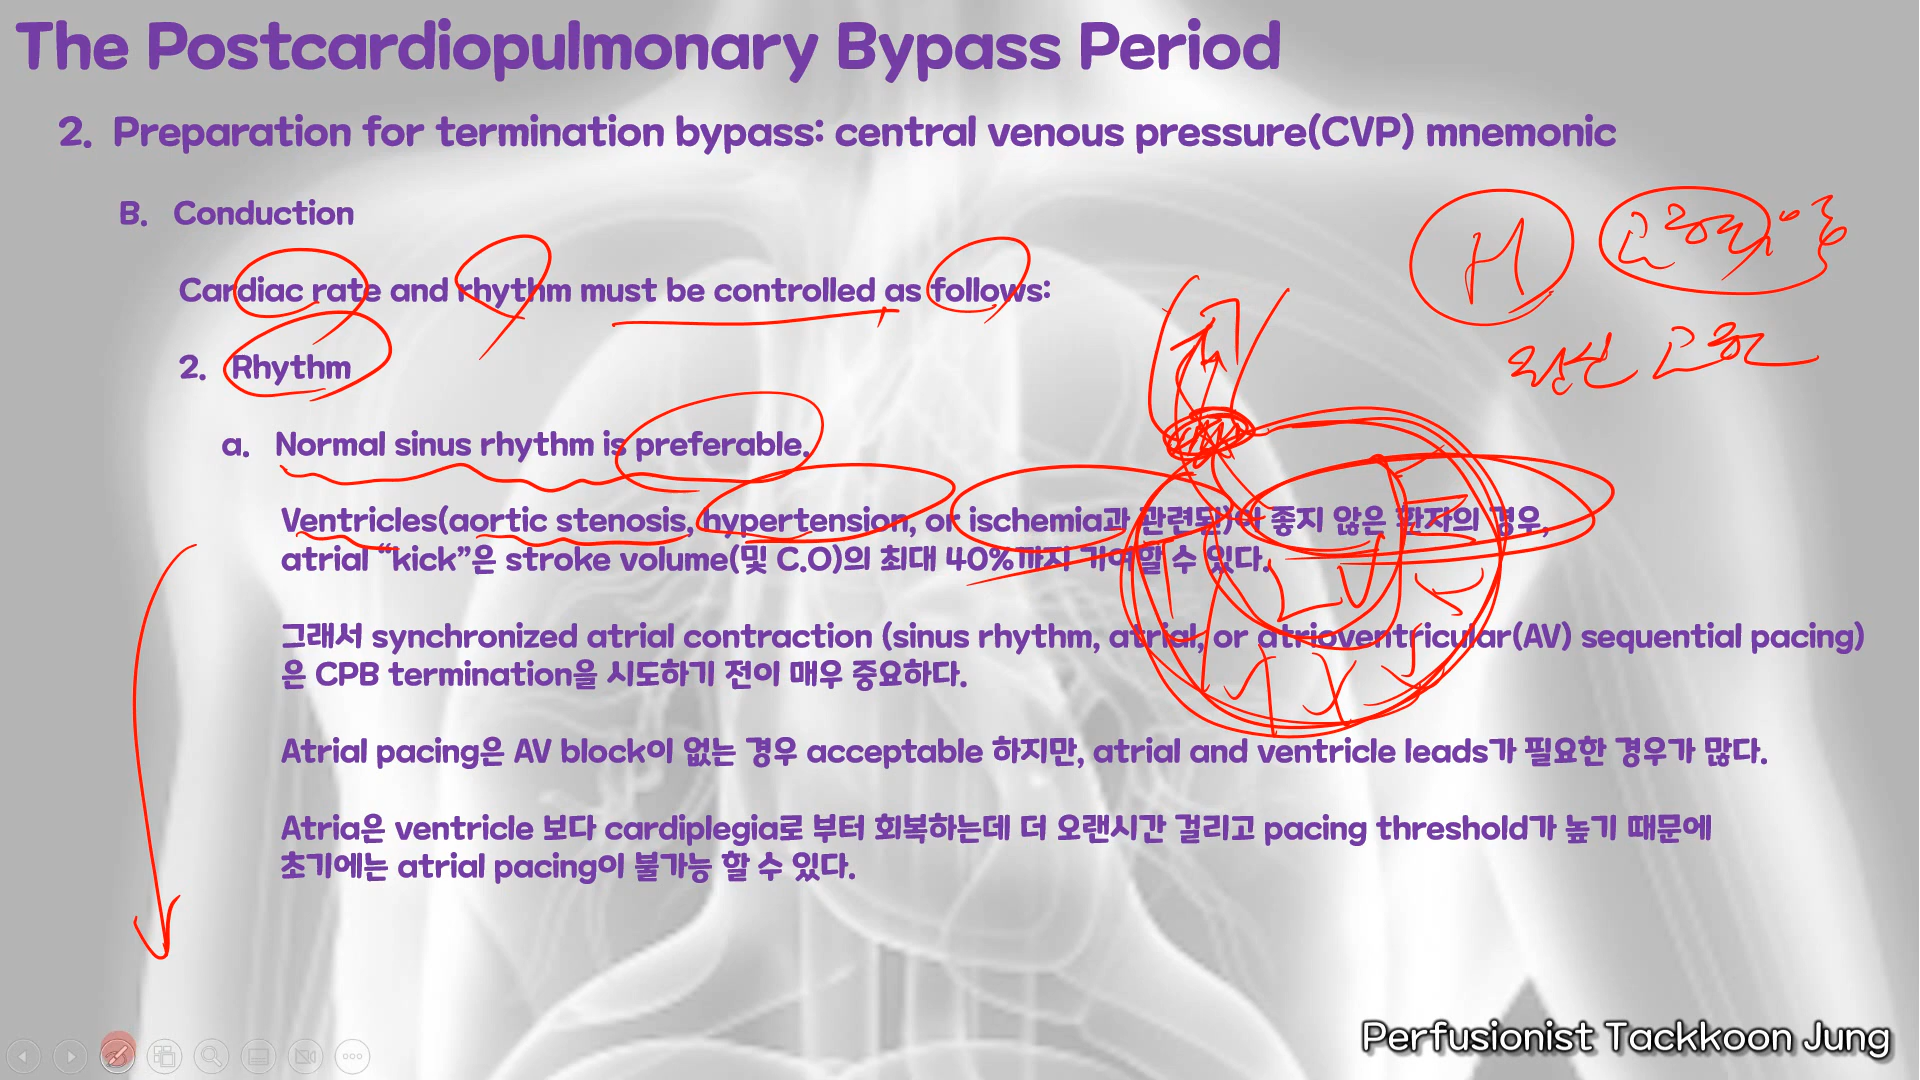 The Postcardiopulmonary Bypass Period
2. Preparation for termination bypass: central venous pressure(CVP) mnemonic
B. Conduction
Cardiac rate and rhythm must be controlled as follows:
2. Rhythm
a. Normal sinus rhythm is preferable.
Ventricles(aortic stenosis, hypertension, or ischemia과 관련된)이 좋지 않은 환자의 경우,
atrial “kick”은 stroke volume(및 C.O)의 최대 40%까지 기여할 수 있다.
그래서 synchronized atrial contraction (sinus rhythm, atrial, or atrioventricular(AV) sequential pacing)
은 CPB termination을 시도하기 전이 매우 중요하다.
Atrial pacing은 AV block이 없는 경우 acceptable 하지만, atrial and ventricle leads가 필요한 경우가 많다.
Atria은 ventricle 보다 cardiplegia로 부터 회복하는데 더 오랜시간 걸리고 pacing threshold가 높기 때문에
초기에는 atrial pacing이 불가능 할 수 있다.
H
Perfusionist Tackkoon Jung